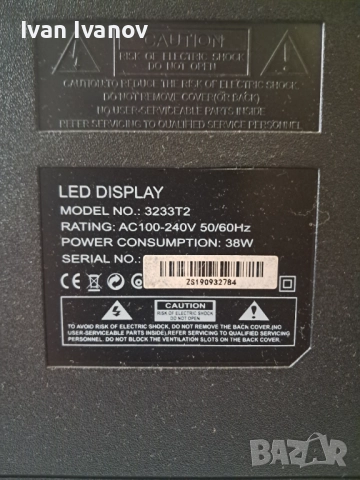 Ivan Ivanov
CAUTION
RISK OF ELECTRIC SHOCK
DO NOT OPEN
CAUTION:TO REDUCE THE RISK OF ELECTRIC SHOCK,
DO NOT REMOVE COVER(OR BACK)
NO USER-SERVICEABLE PARTS INSIDE
REFER SERVICING TO QUALIFIED SERVICE PERSONNEL
LED DISPLAY
MODEL NO.: 3233T2
RATING: AC100-240V 50/60Hz
POWER CONSUMPTION: 38W
SERIAL NO.:
ZS190932784
CE
CAUTION
RISK OF ELECTRIC SHOCK
DO NOT OPEN
TO AVOID RISK OF ELECTRIC SHOCK, DO NOT REMOVE THE BACK COVER,(NO
USER-SERVICEABLE PARTS INSIDE),REFER SERVICING TO QUALIFIED SERVICING
PERSONNEL. DO NOT BLOCK THE VENTILATION SLOTS ON THE BACK COVER.
BAZAR